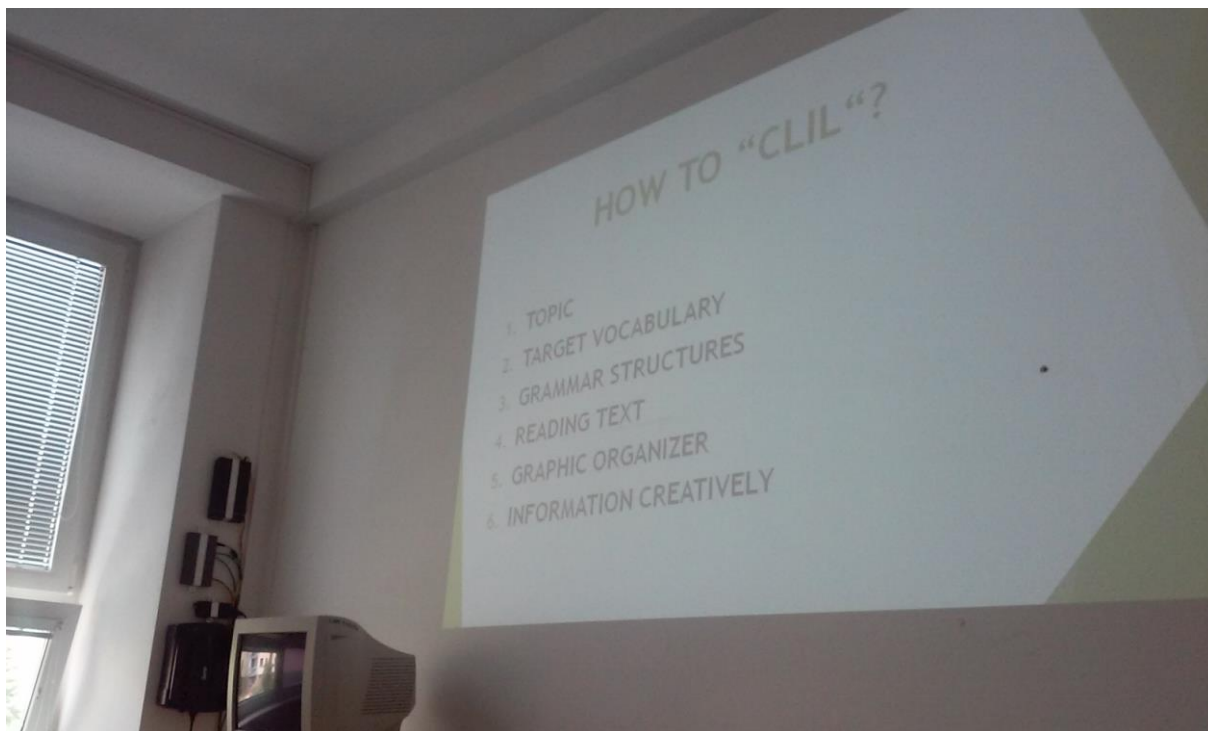 HOW TO “CLIL“?
1. TOPIC
2. TARGET VOCABULARY
3. GRAMMAR STRUCTURES
4. READING TEXT
5. GRAPHIC ORGANIZER
6. INFORMATION CREATIVELY